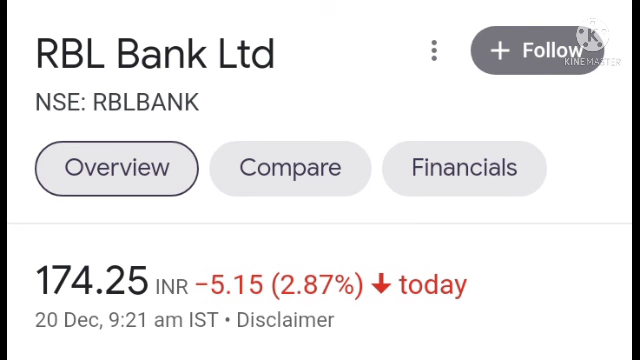 RBL Bank Ltd
+ Follow
KINEMASTER
NSE: RBLBANK
Overview
Compare
Financials
174.25 INR −5.15 (2.87%) ↓ today
20 Dec, 9:21 am IST • Disclaimer